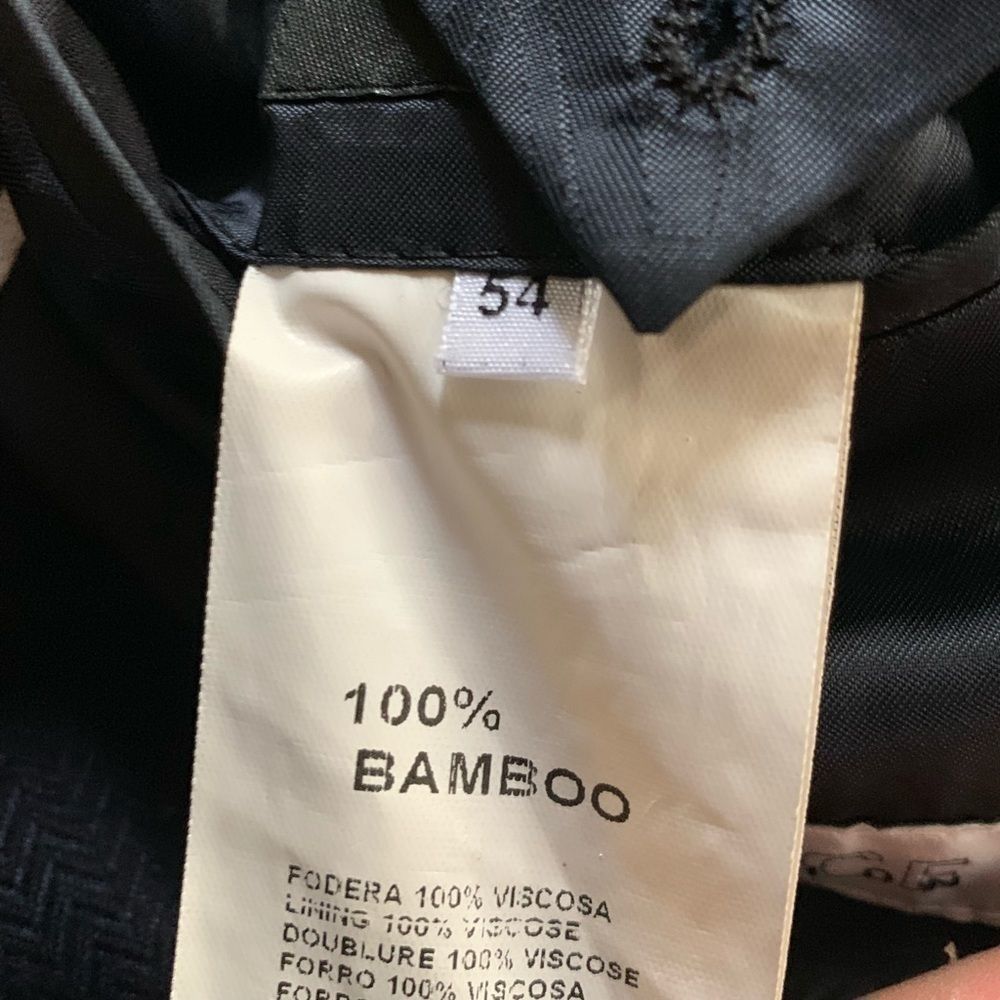 54
100%
BAMBOO
FODERA 100% VISCOSA
LINING 100% VISCOSE
DOUBLURE 100% VISCOSE
FORRO 100% VISCOSA